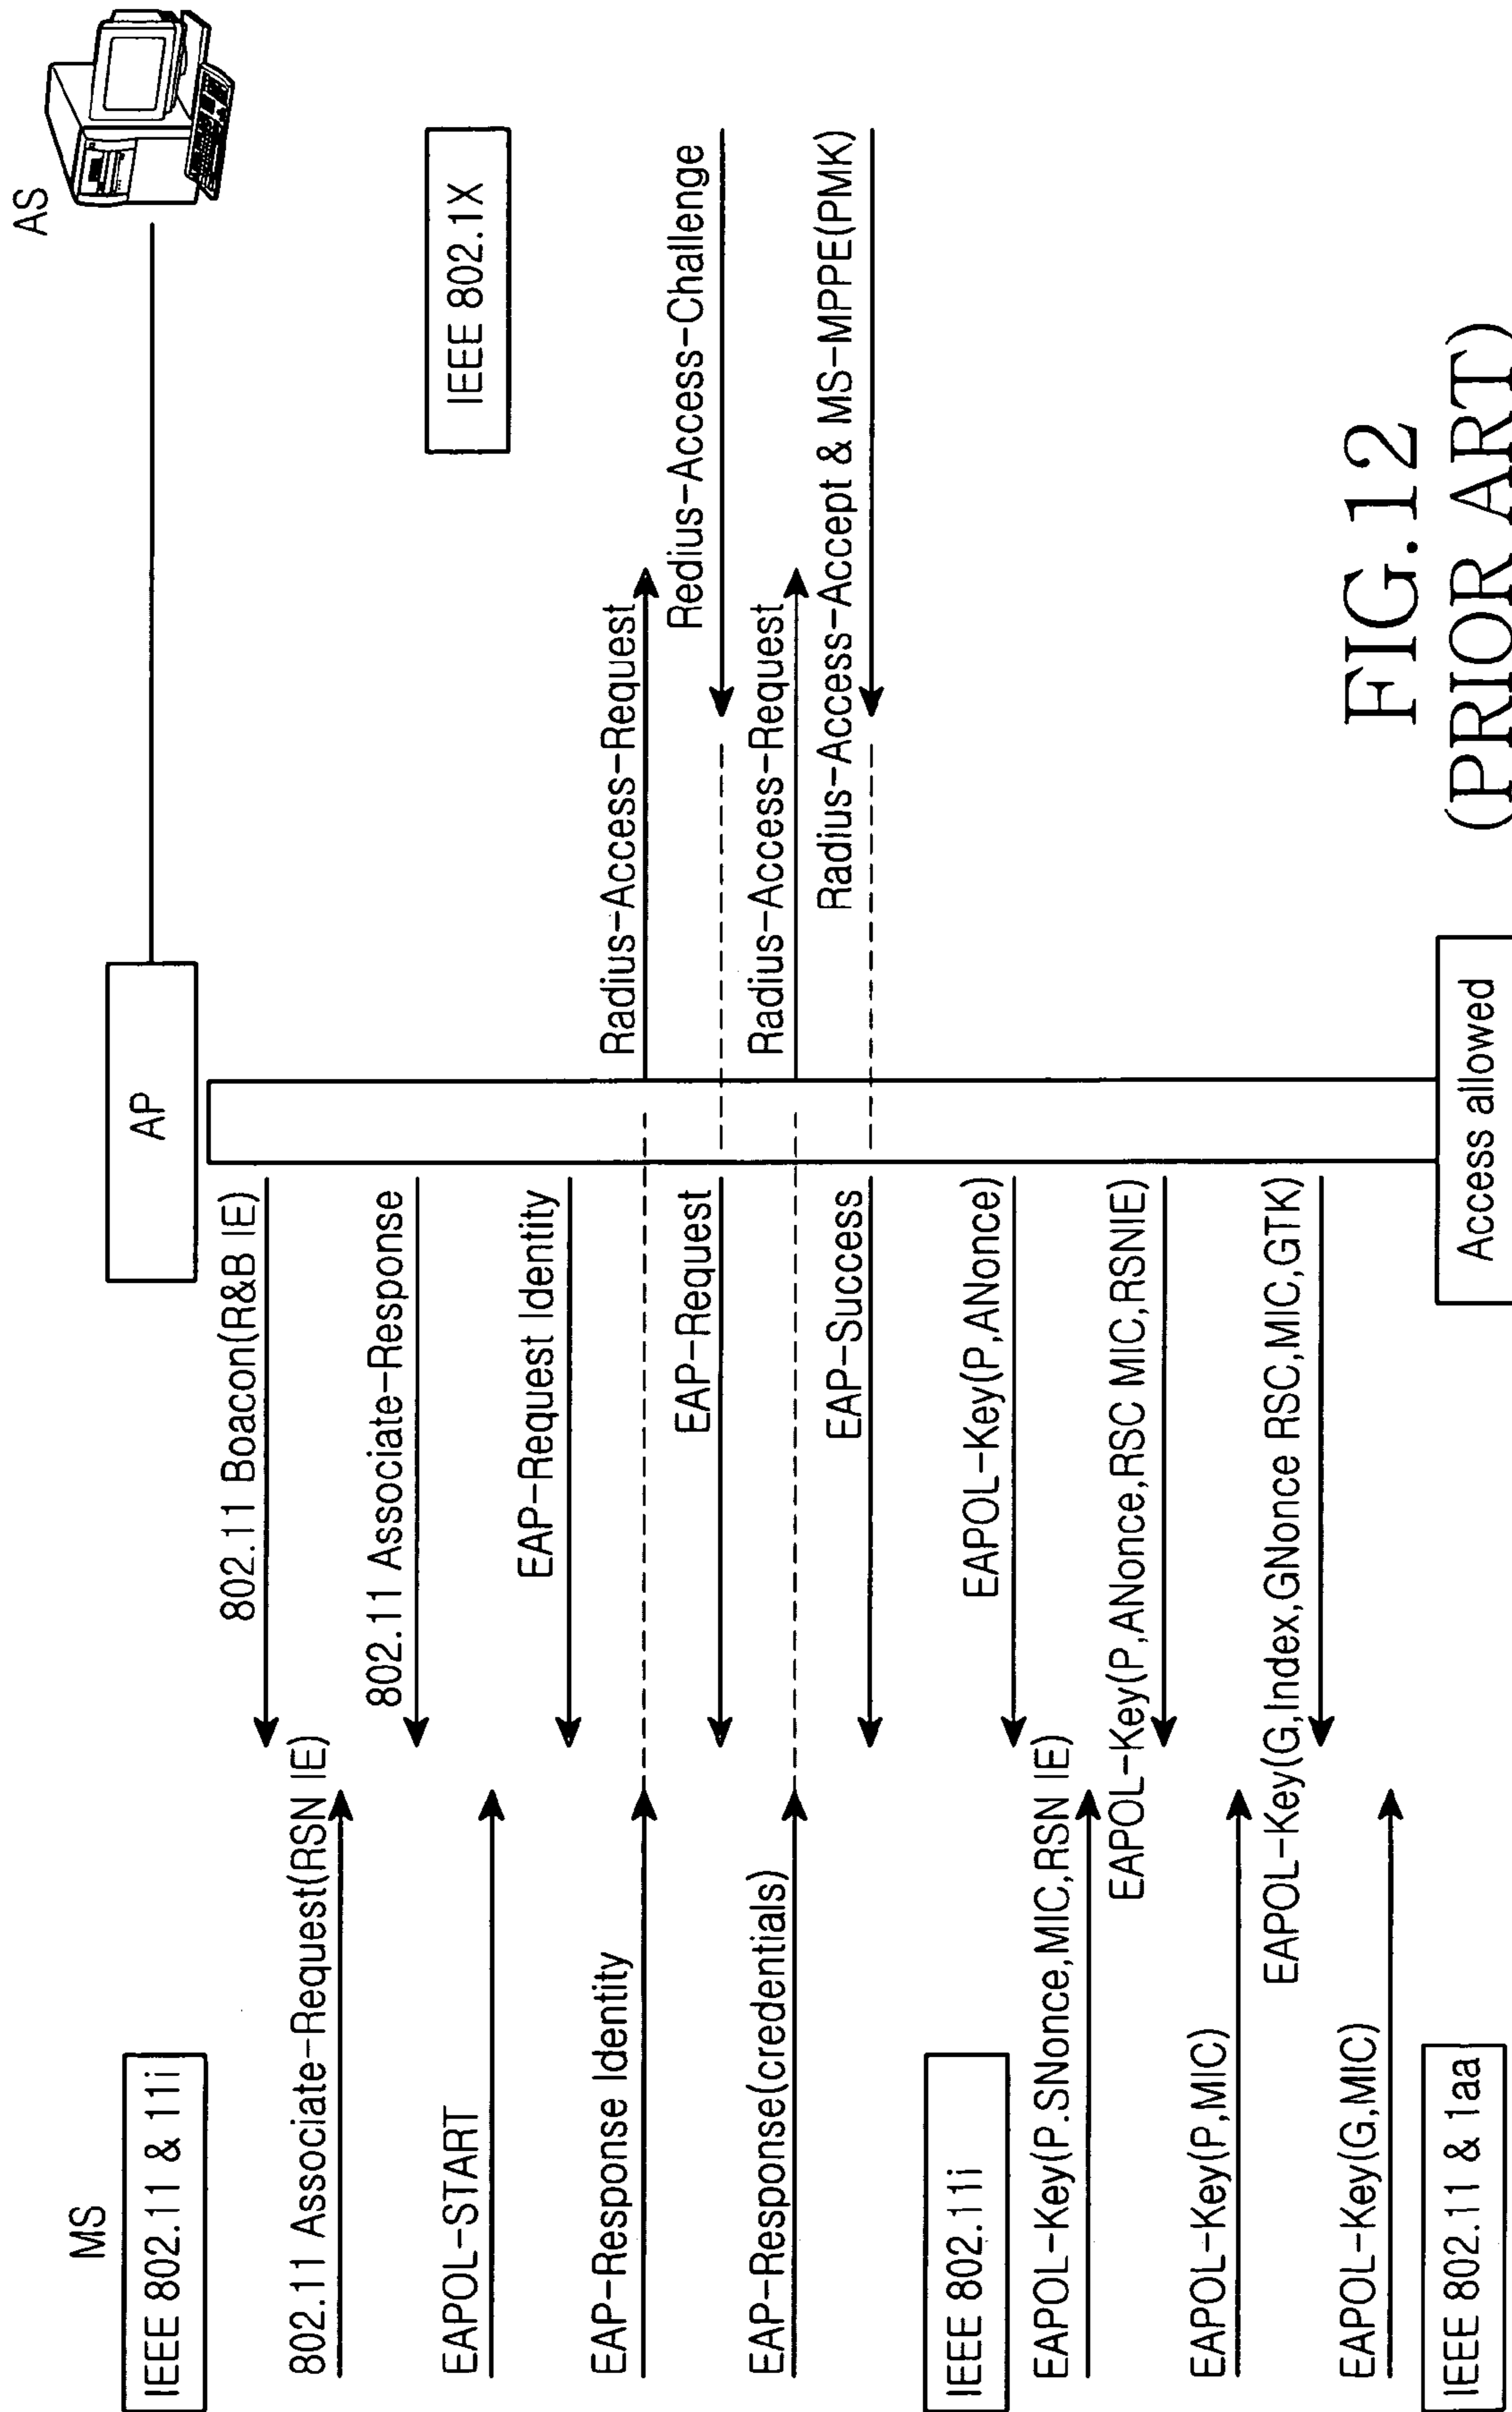 MS
AP
AS
IEEE 802.11 & 11i
802.11 Boacon(R&B IE)
802.11 Associate-Request(RSN IE)
802.11 Associate-Response
IEEE 802.1X
EAPOL-START
EAP-Request Identity
EAP-Response Identity
Radius-Access-Request
EAP-Request
Redius-Access-Challenge
EAP-Response(credentials)
Radius-Access-Request
EAP-Success
Radius-Access-Accept & MS-MPPE(PMK)
IEEE 802.11i
EAPOL-Key(P,ANonce)
EAPOL-Key(P.SNonce,MIC,RSN IE)
EAPOL-Key(P,ANonce,RSC MIC,RSNIE)
EAPOL-Key(P,MIC)
EAPOL-Key(G,Index,GNonce RSC,MIC,GTK)
EAPOL-Key(G,MIC)
IEEE 802.11 & 1aa
Access allowed
FIG.12
(PRIOR ART)